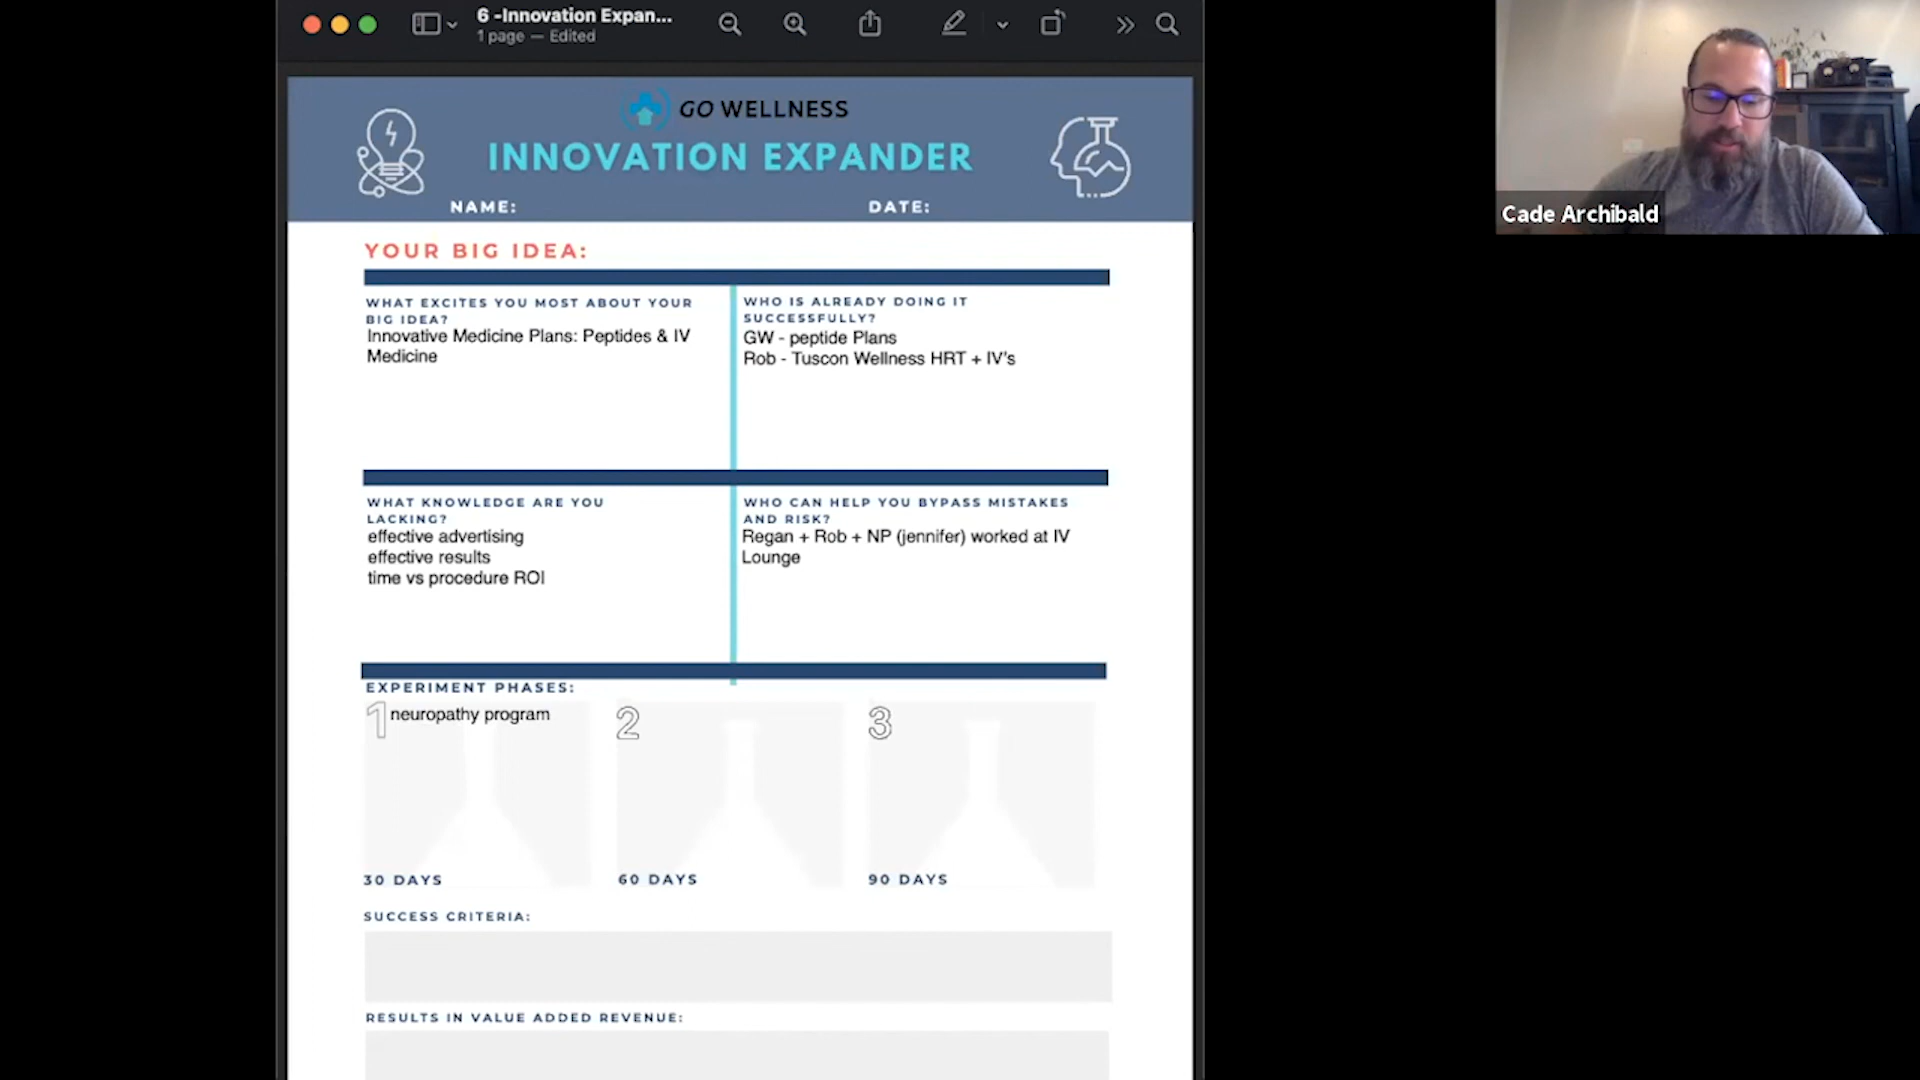 6 -Innovation Expan...
1 page — Edited
GO WELLNESS
INNOVATION EXPANDER
NAME:
DATE:
YOUR BIG IDEA:
WHAT EXCITES YOU MOST ABOUT YOUR
BIG IDEA?
Innovative Medicine Plans: Peptides & IV
Medicine
WHO IS ALREADY DOING IT
SUCCESSFULLY?
GW - peptide Plans
Rob - Tuscon Wellness HRT + IV's
WHAT KNOWLEDGE ARE YOU
LACKING?
effective advertising
effective results
time vs procedure ROI
WHO CAN HELP YOU BYPASS MISTAKES
AND RISK?
Regan + Rob + NP (jennifer) worked at IV
Lounge
EXPERIMENT PHASES:
1 neuropathy program
2
3
30 DAYS
60 DAYS
90 DAYS
SUCCESS CRITERIA:
RESULTS IN VALUE ADDED REVENUE:
Cade Archibald